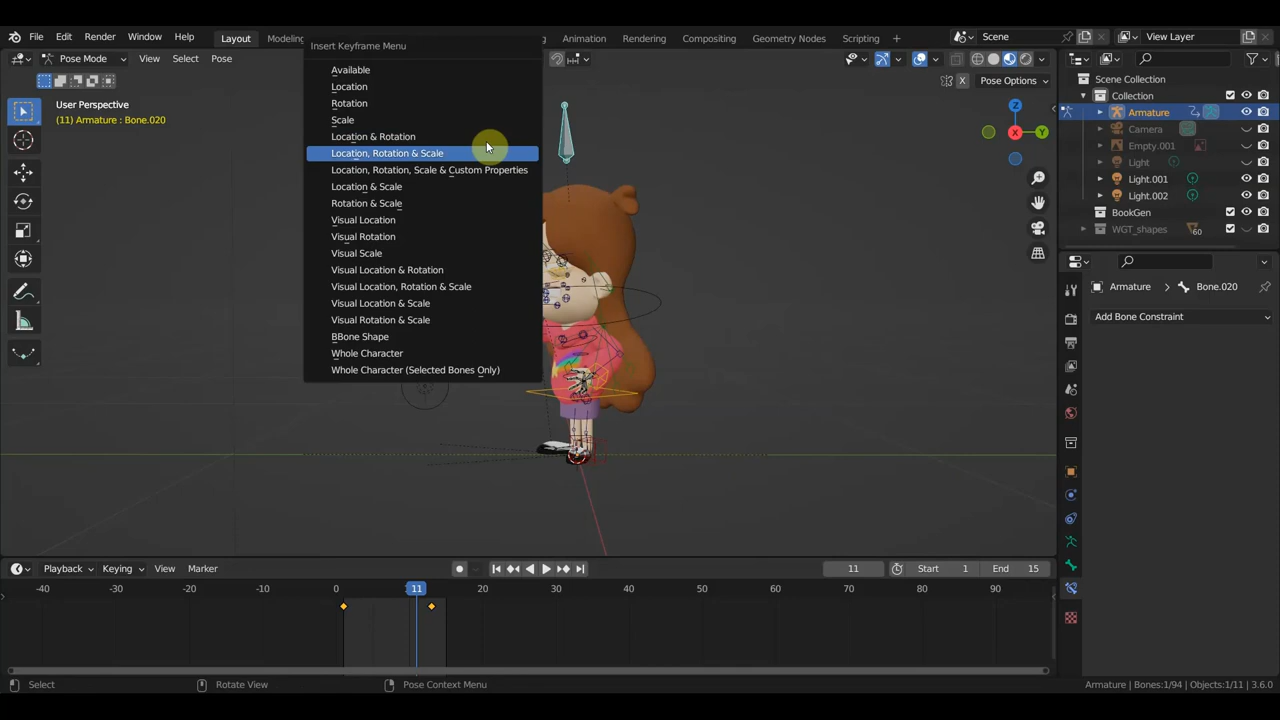 File Edit Render Window Help Layout Modeling Animation Rendering Compositing Geometry Nodes Scripting + Scene View Layer
Pose Mode View Select Pose
X Pose Options
User Perspective
(11) Armature : Bone.020
Insert Keyframe Menu
Available
Location
Rotation
Scale
Location & Rotation
Location, Rotation & Scale
Location, Rotation, Scale & Custom Properties
Location & Scale
Rotation & Scale
Visual Location
Visual Rotation
Visual Scale
Visual Location & Rotation
Visual Location, Rotation & Scale
Visual Location & Scale
Visual Rotation & Scale
BBone Shape
Whole Character
Whole Character (Selected Bones Only)
Z
X Y
Scene Collection
Collection
Armature
Camera
Empty.001
Light
Light.001
Light.002
BookGen
WGT_shapes 60
Armature > Bone.020
Add Bone Constraint
Playback Keying View Marker 11 Start 1 End 15
-40 -30 -20 -10 0 11 20 30 40 50 60 70 80 90
Select Rotate View Pose Context Menu Armature | Bones:1/94 | Objects:1/11 | 3.6.0